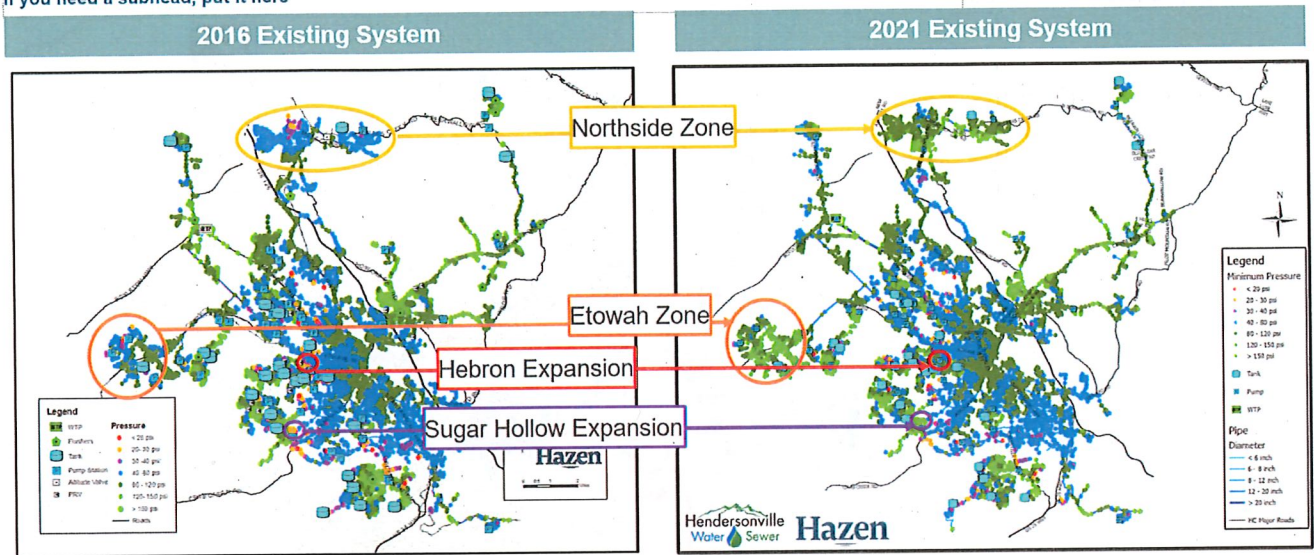 If you need a subhead, put it here
2016 Existing System
2021 Existing System
Northside Zone
Etowah Zone
Hebron Expansion
Sugar Hollow Expansion
WTP
Legend
WTP
Flushers
Tank
Pump Station
Altitude Valve
PRV
Pressure
< 20 psi
20-30 psi
30-40 psi
40-80 psi
80-120 psi
120-150 psi
> 150 psi
Roads
Hazen
WTP
N
Legend
Minimum Pressure
< 20 psi
20 - 30 psi
30 - 40 psi
40 - 80 psi
80 - 120 psi
120 - 150 psi
> 150 psi
Tank
Pump
WTP
Pipe
Diameter
< 6 inch
6 - 8 inch
8 - 12 inch
12 - 20 inch
> 20 inch
HC Major Roads
Hendersonville
Water Sewer
Hazen